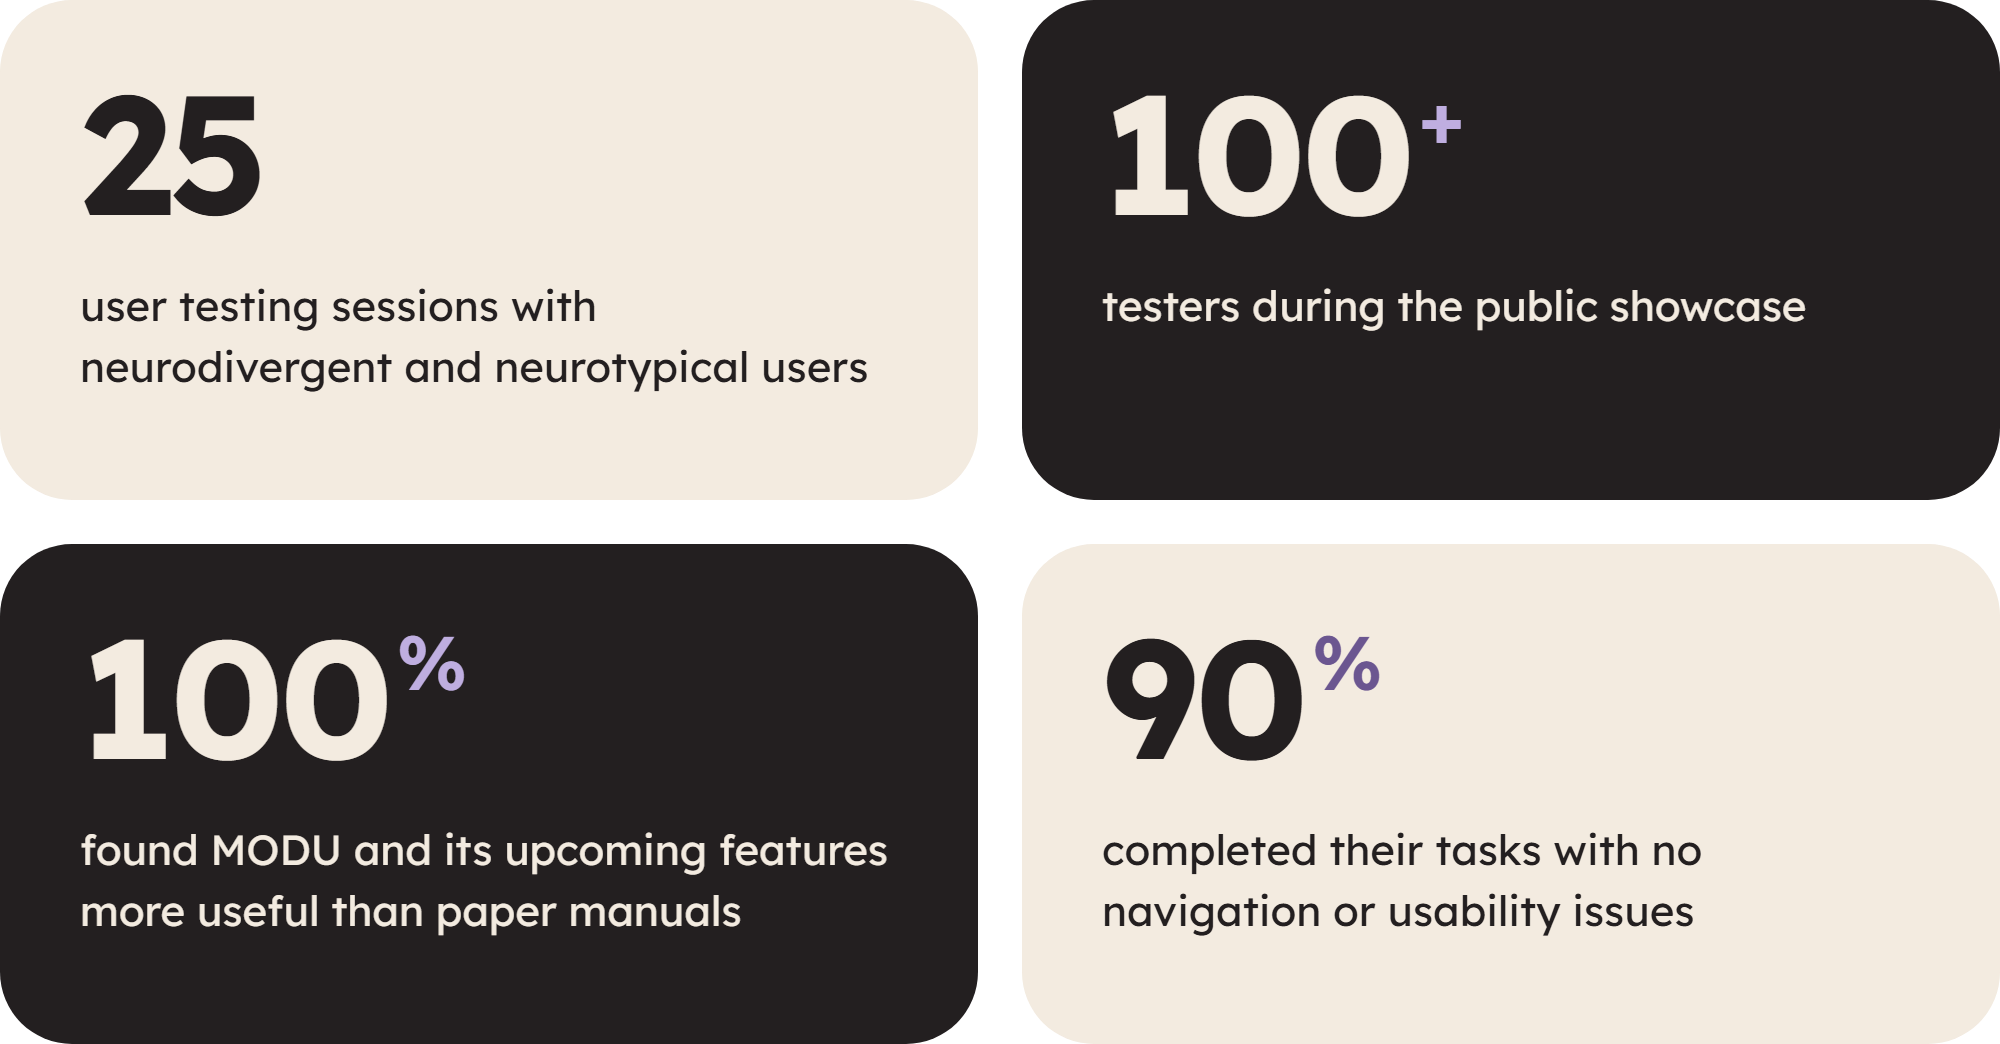 25
user testing sessions with
neurodivergent and neurotypical users
100+
testers during the public showcase
100%
found MODU and its upcoming features
more useful than paper manuals
90%
completed their tasks with no
navigation or usability issues